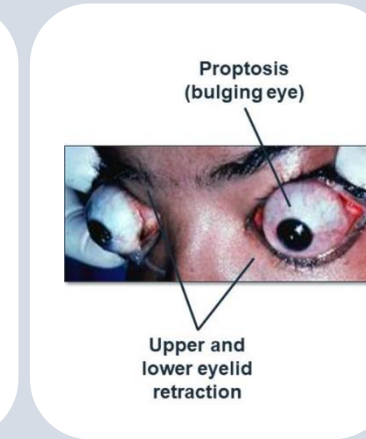 Proptosis
(bulging eye)
Upper and
lower eyelid
retraction